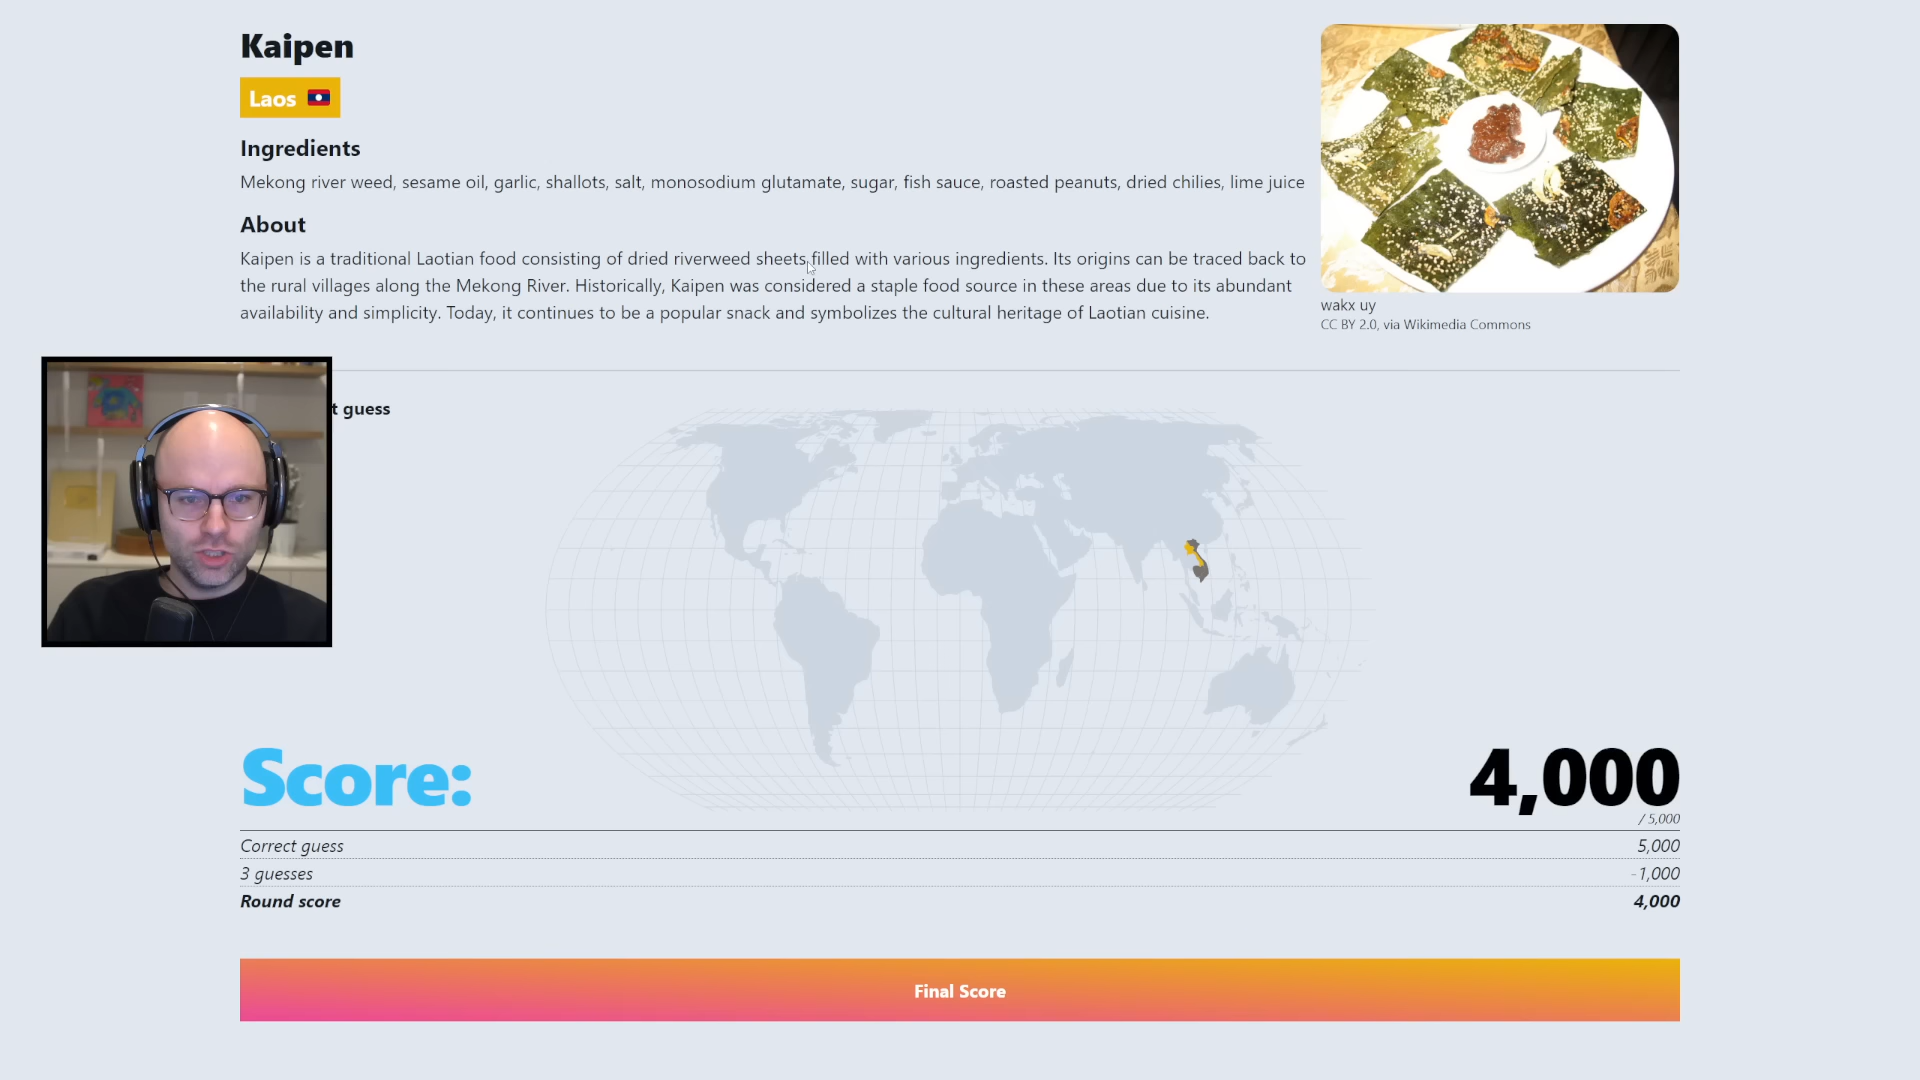 Kaipen
Laos
Ingredients
Mekong river weed, sesame oil, garlic, shallots, salt, monosodium glutamate, sugar, fish sauce, roasted peanuts, dried chilies, lime juice
About
Kaipen is a traditional Laotian food consisting of dried riverweed sheets filled with various ingredients. Its origins can be traced back to
the rural villages along the Mekong River. Historically, Kaipen was considered a staple food source in these areas due to its abundant
availability and simplicity. Today, it continues to be a popular snack and symbolizes the cultural heritage of Laotian cuisine.
wakx uy
CC BY 2.0, via Wikimedia Commons
t guess
Score:
4,000
/ 5,000
Correct guess
5,000
3 guesses
-1,000
Round score
4,000
Final Score